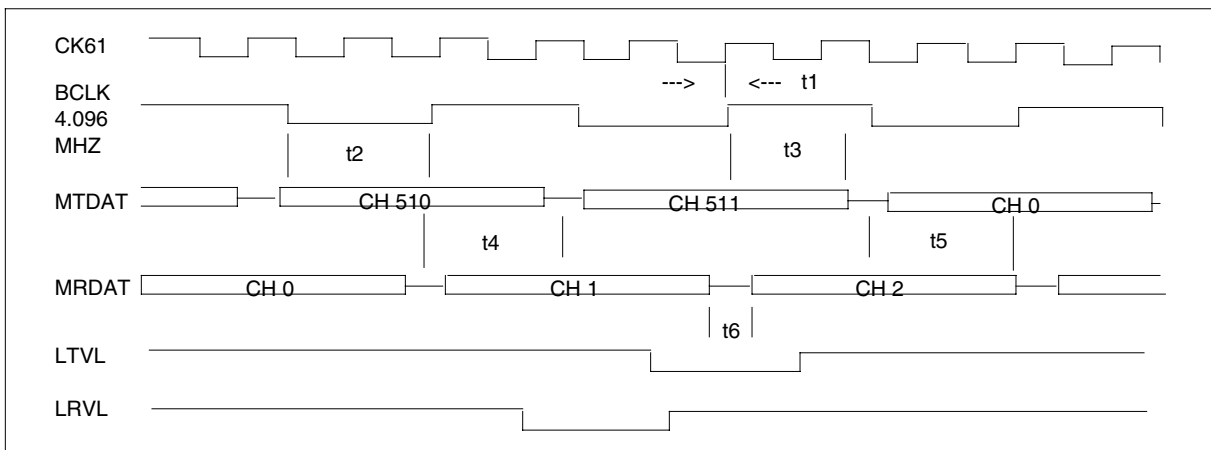 CK61
---> <--- t1
BCLK
4.096
MHZ
t2 t3
MTDAT CH 510 CH 511 CH 0
t4 t5
MRDAT CH 0 CH 1 CH 2
t6
LTVL
LRVL